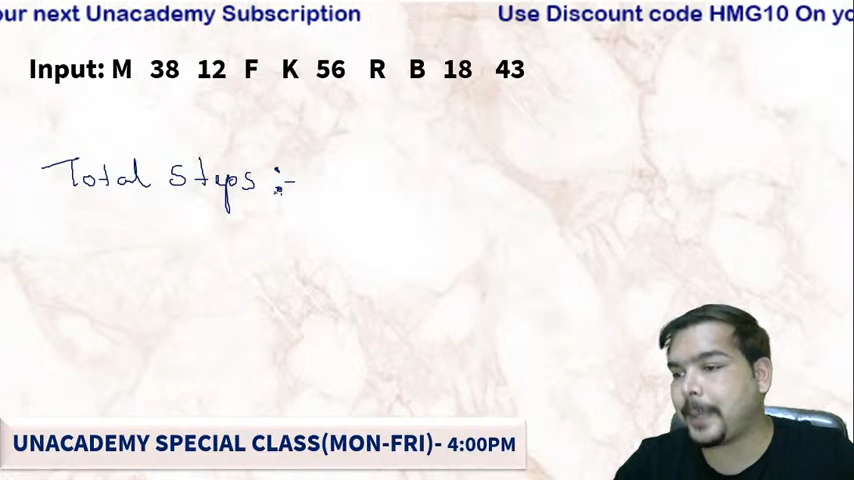 our next Unacademy Subscription
Use Discount code HMG10 On yo
Input: M 38 12 F K 56 R B 18 43
Total Steps :-
UNACADEMY SPECIAL CLASS(MON-FRI)- 4:00PM